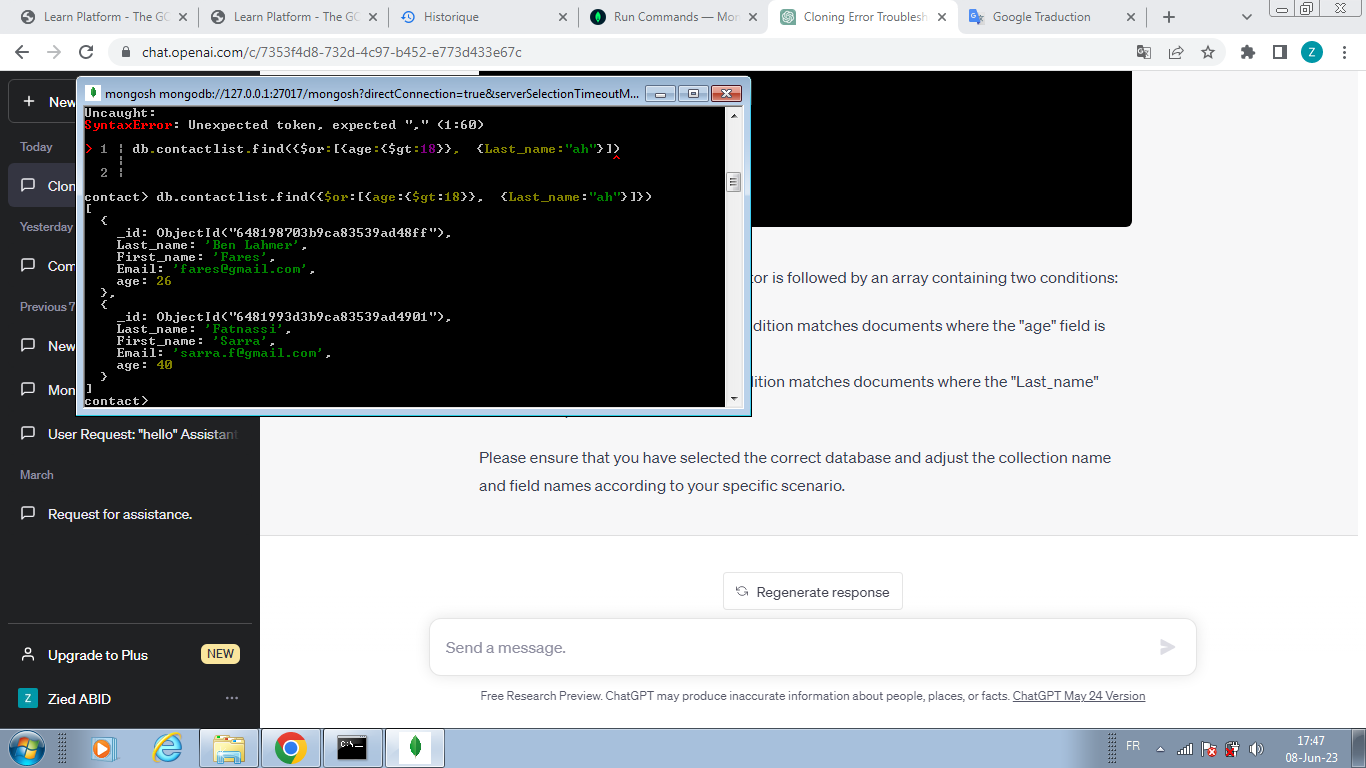 Learn Platform - The GC
Learn Platform - The GC
Historique
Run Commands — Mon
Cloning Error Troublesh
Google Traduction
chat.openai.com/c/7353f4d8-732d-4c97-b452-e773d433e67c
Z
mongosh mongodb://127.0.0.1:27017/mongosh?directConnection=true&serverSelectionTimeoutM...
Uncaught:
SyntaxError: Unexpected token, expected "," (1:60)
> 1 | db.contactlist.find({$or:[{age:{$gt:18}},  {Last_name:"ah"}])
|                                                             ^
2 |
contact> db.contactlist.find({$or:[{age:{$gt:18}},  {Last_name:"ah"}]})
[
{
_id: ObjectId("648198703b9ca83539ad48ff"),
Last_name: 'Ben Lahmer',
First_name: 'Fares',
Email: 'fares@gmail.com',
age: 26
},
{
_id: ObjectId("6481993d3b9ca83539ad4901"),
Last_name: 'Fatnassi',
First_name: 'Sarra',
Email: 'sarra.f@gmail.com',
age: 40
}
]
contact>
+ New
Today
Clon
Yesterday
Com
Previous 7
New
Mon
User Request: "hello" Assistant
March
Request for assistance.
Upgrade to Plus NEW
Z Zied ABID ...
tor is followed by an array containing two conditions:
dition matches documents where the "age" field is
dition matches documents where the "Last_name"
Please ensure that you have selected the correct database and adjust the collection name
and field names according to your specific scenario.
Regenerate response
Send a message.
Free Research Preview. ChatGPT may produce inaccurate information about people, places, or facts. ChatGPT May 24 Version
C:\
FR
17:47
08-Jun-23